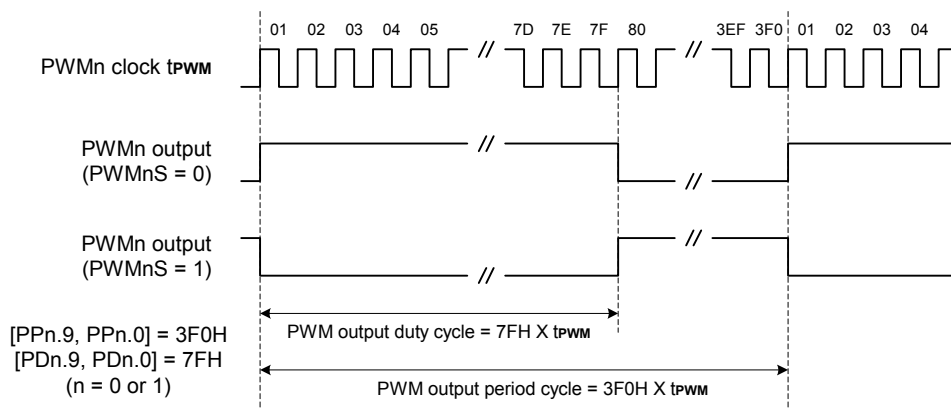 01 02 03 04 05 7D 7E 7F 80 3EF 3F0 01 02 03 04
PWMn clock tPWM
PWMn output
(PWMnS = 0)
PWMn output
(PWMnS = 1)
PWM output duty cycle = 7FH X tPWM
[PPn.9, PPn.0] = 3F0H
[PDn.9, PDn.0] = 7FH
(n = 0 or 1)
PWM output period cycle = 3F0H X tPWM